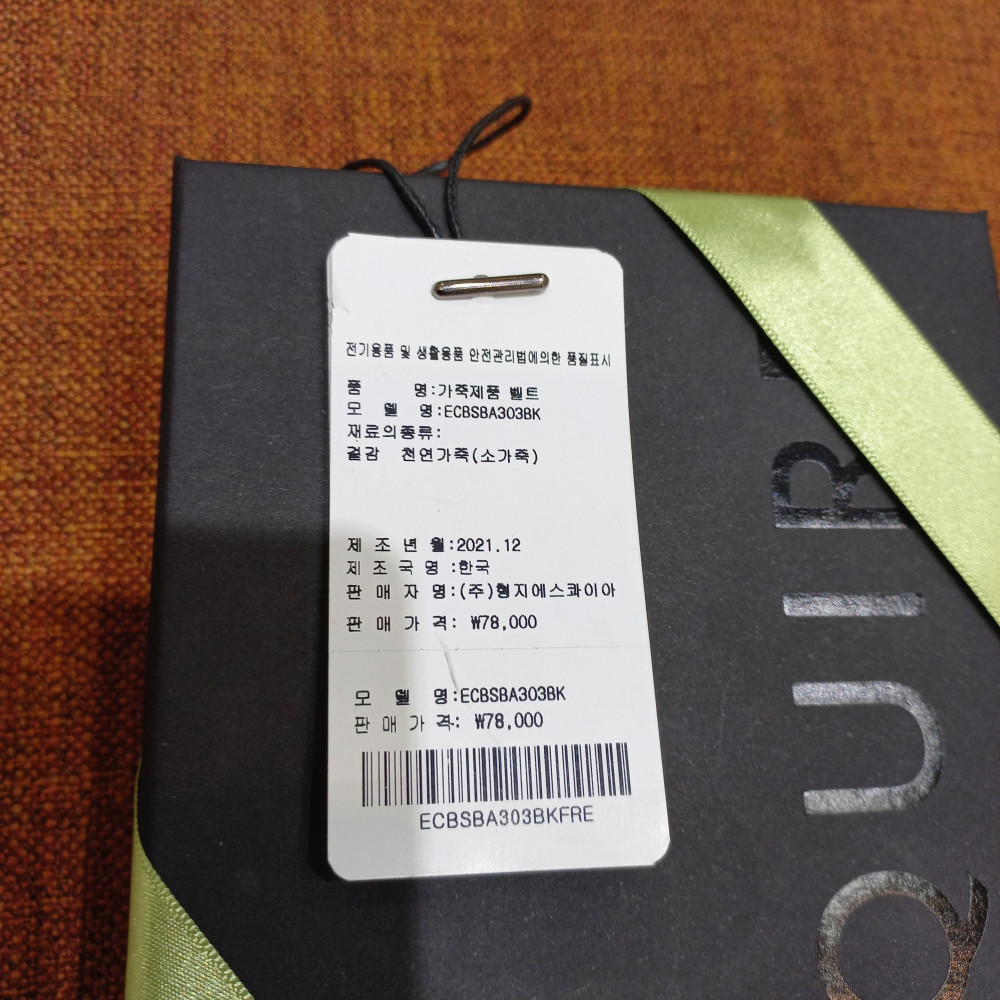 전기용품 및 생활용품 안전관리법에의한 품질표시
품 명:가죽제품 벨트
모 델 명:ECBSBA303BK
재료의종류:
겉감 천연가죽(소가죽)
제 조 년 월:2021.12
제 조 국 명 :한국
판 매 자 명:(주)형지에스콰이아
판 매 가 격: ₩78,000
모 델 명:ECBSBA303BK
판 매 가 격: ₩78,000
ECBSBA303BKFRE
QUIR